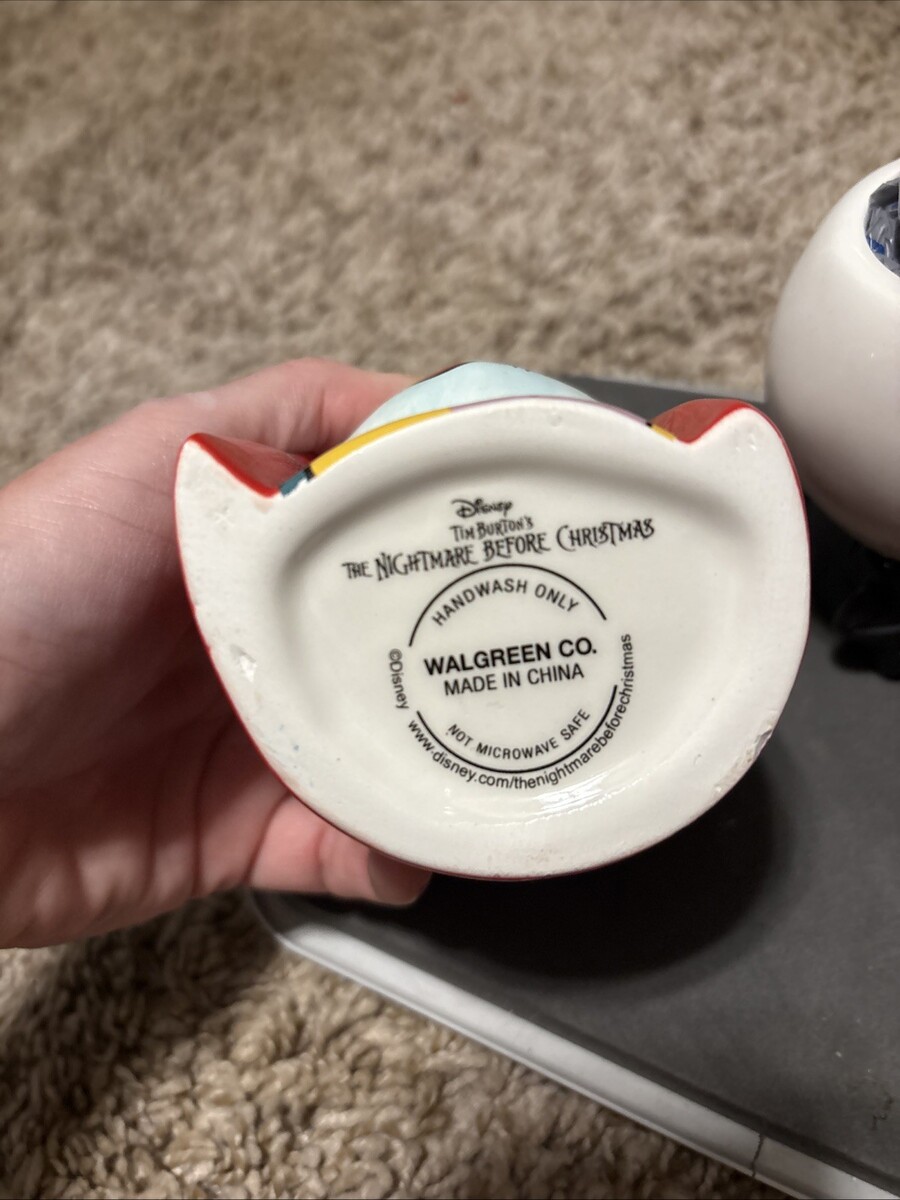 Disney
TIM BURTON'S
THE NIGHTMARE BEFORE CHRISTMAS
HANDWASH ONLY
WALGREEN CO.
MADE IN CHINA
NOT MICROWAVE SAFE
©Disney
www.disney.com/thenightmarebeforechristmas